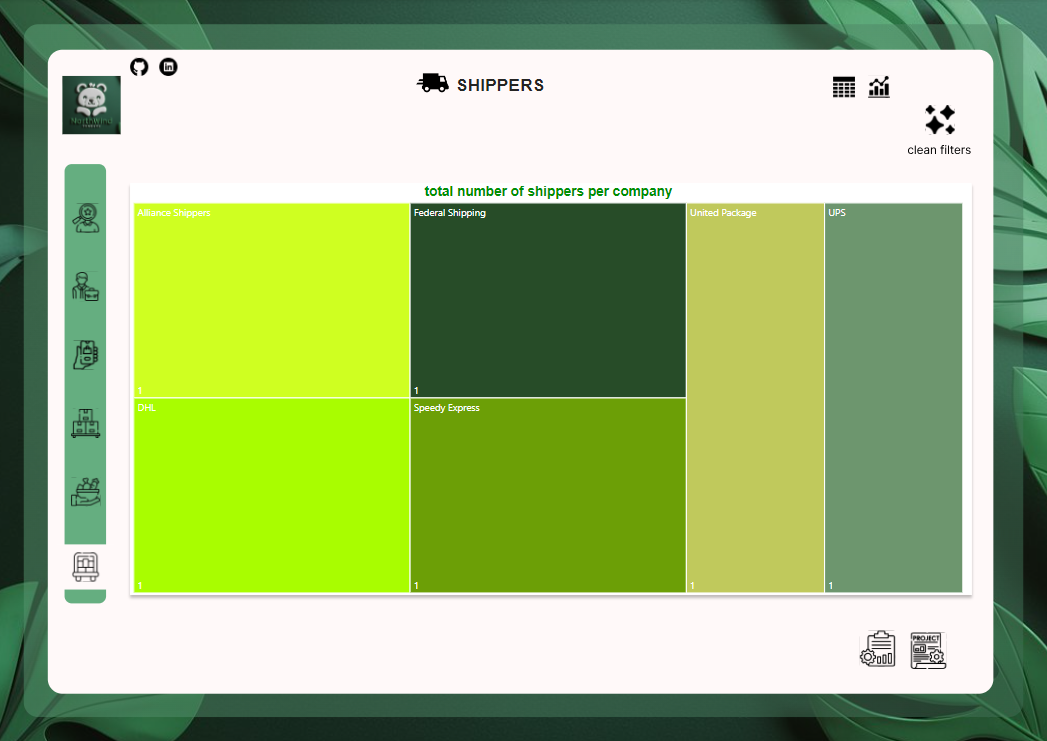 SHIPPERS
Northwind
clean filters
total number of shippers per company
Alliance Shippers
Federal Shipping
United Package
UPS
1
1
DHL
Speedy Express
1
1
1
1
PROJECT